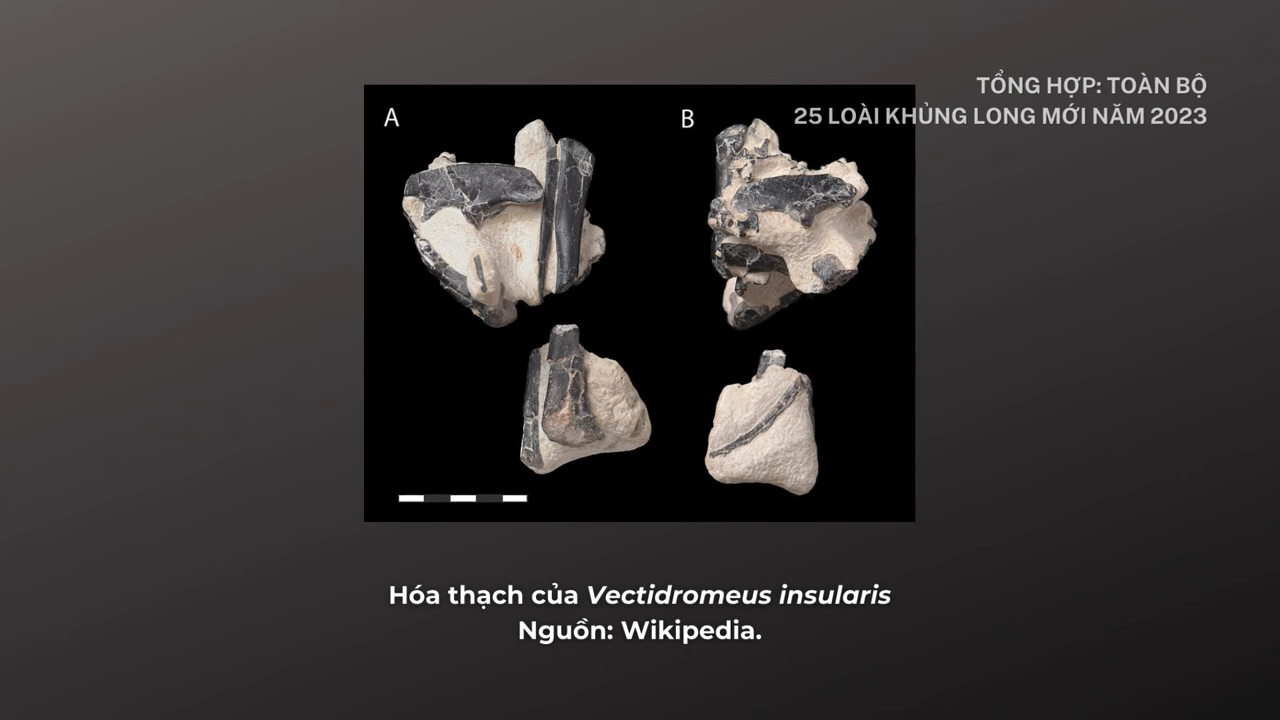 TỔNG HỢP: TOÀN BỘ
25 LOÀI KHỦNG LONG MỚI NĂM 2023
A
B
Hóa thạch của Vectidromeus insularis
Nguồn: Wikipedia.